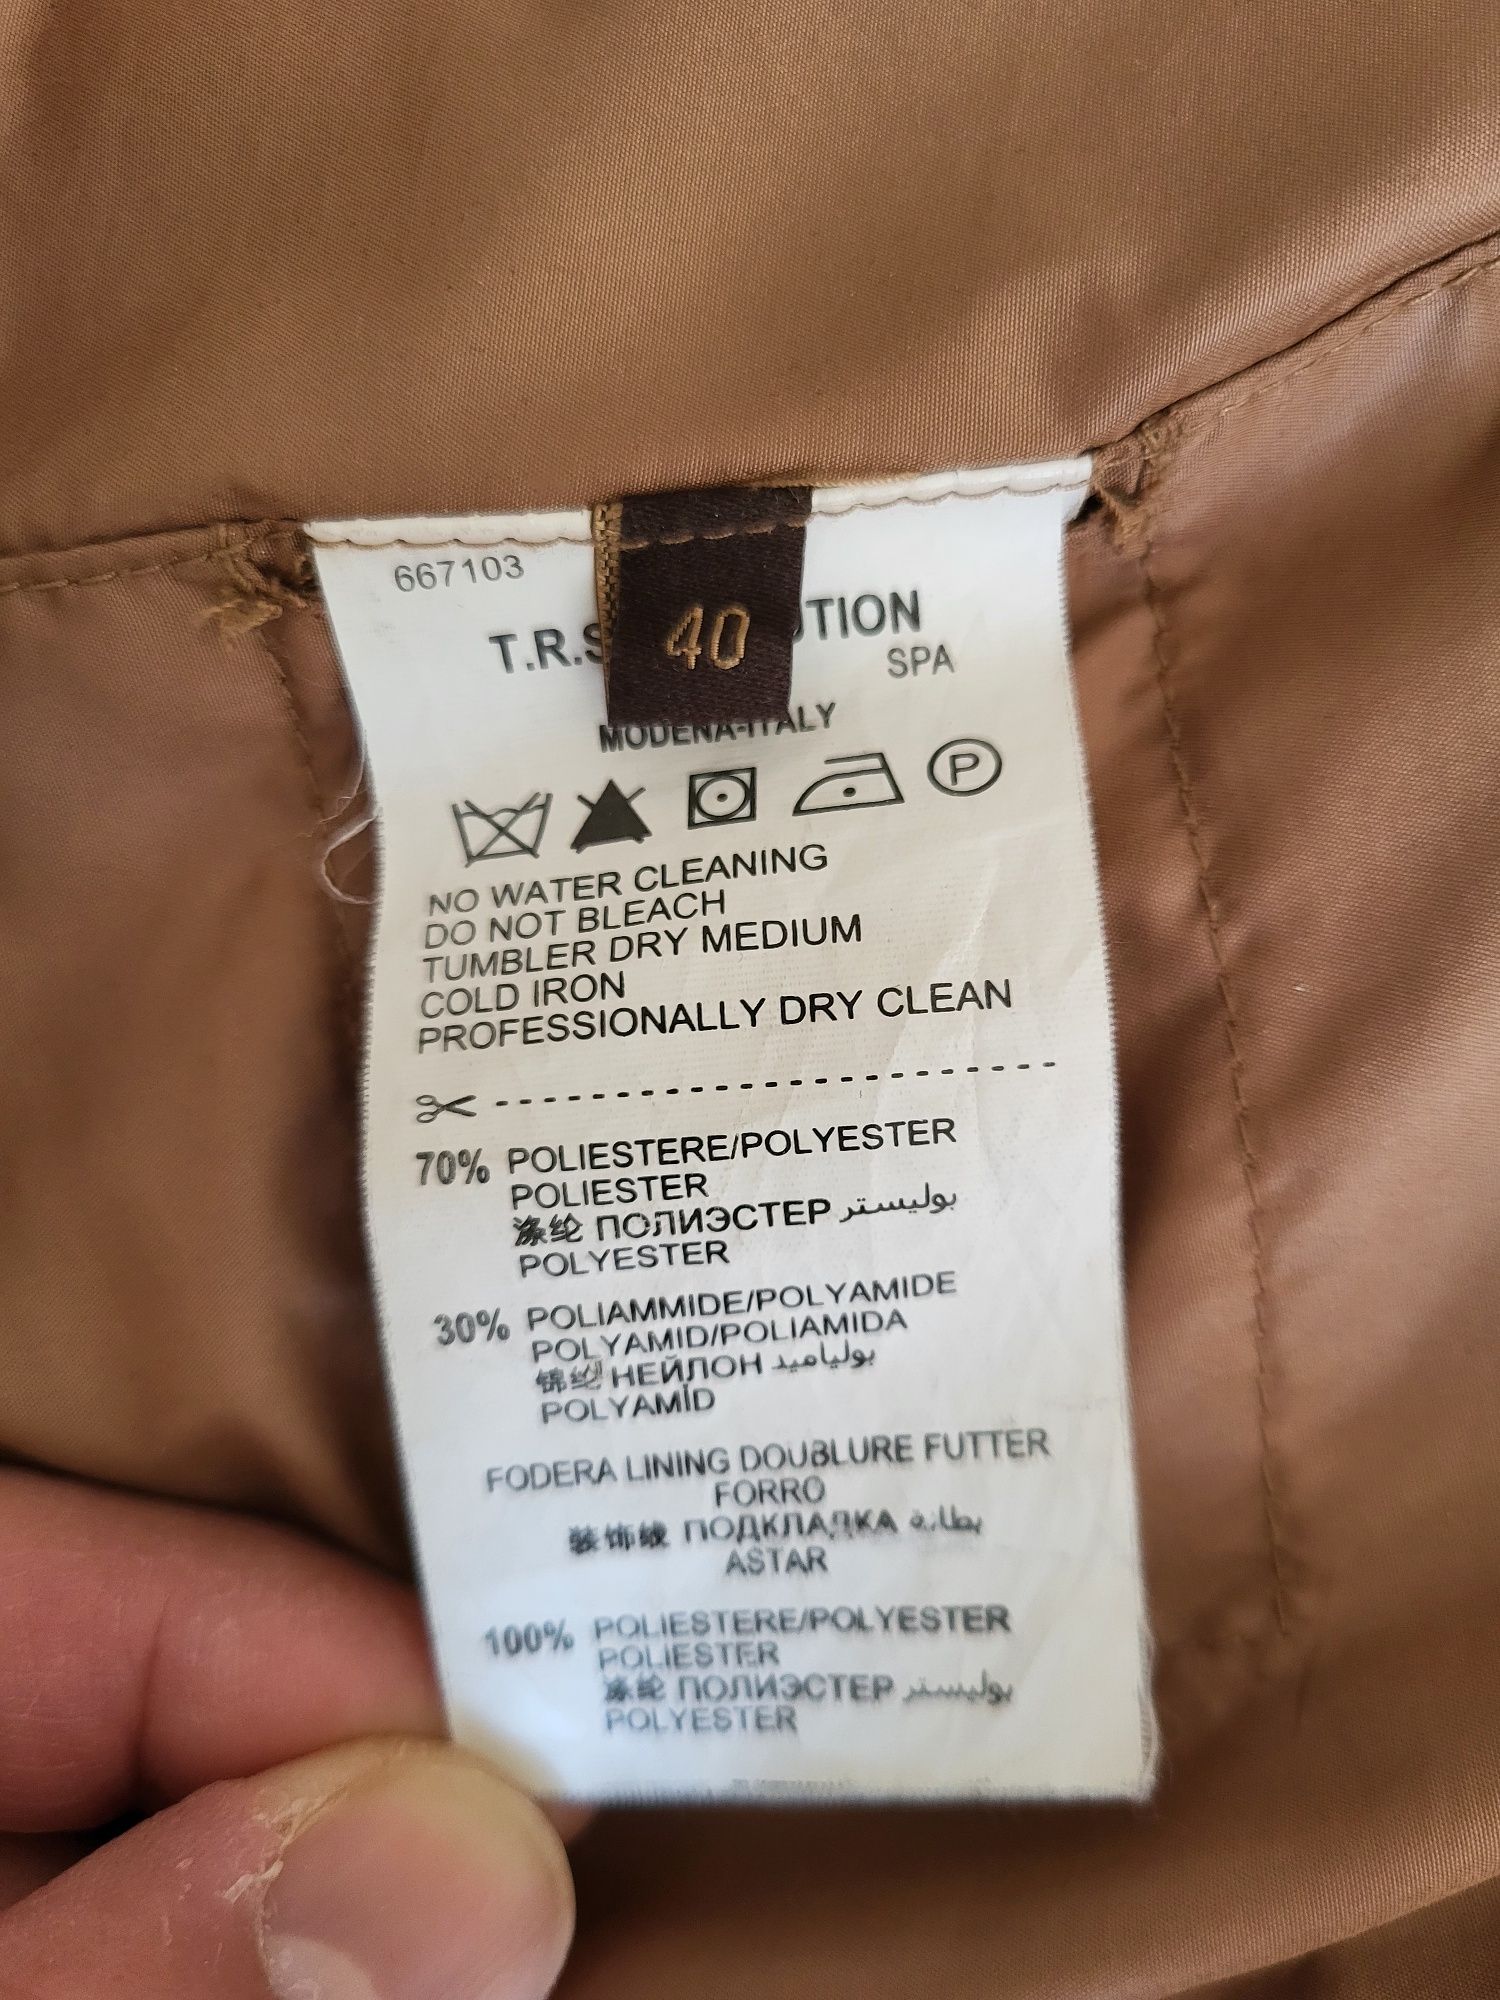 667103
40
T.R.S TION
SPA
MODENA-ITALY
P
NO WATER CLEANING
DO NOT BLEACH
TUMBLER DRY MEDIUM
COLD IRON
PROFESSIONALLY DRY CLEAN
70% POLIESTERE/POLYESTER
POLIESTER
涤纶 ПОЛИЭСТЕР بوليستر
POLYESTER
30% POLIAMMIDE/POLYAMIDE
POLYAMID/POLIAMIDA
锦纶 НЕЙЛОН بولياميد
POLYAMİD
FODERA LINING DOUBLURE FUTTER
FORRO
装饰线 ПОДКЛАДКА بطانة
ASTAR
100% POLIESTERE/POLYESTER
POLIESTER
涤纶 ПОЛИЭСТЕР بوليستر
POLYESTER